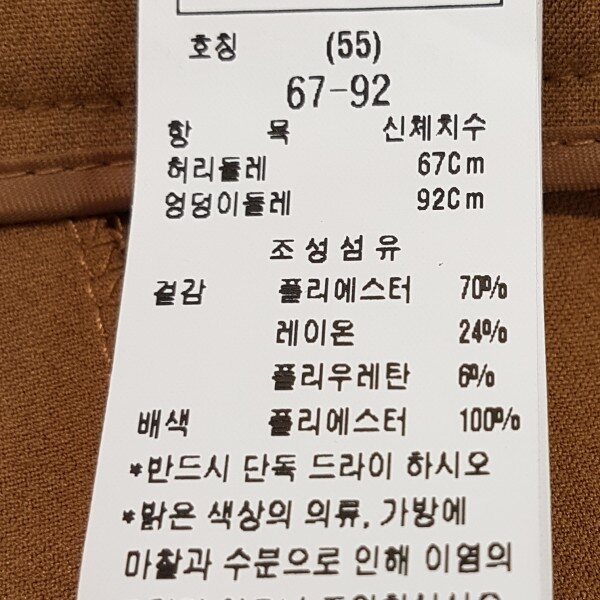 호칭 (55)
67-92
항 목 신체치수
허리둘레 67Cm
엉덩이둘레 92Cm
조성섬유
겉감 폴리에스터 70%
레이온 24%
폴리우레탄 6%
배색 폴리에스터 100%
*반드시 단독 드라이 하시오
*밝은 색상의 의류, 가방에
마찰과 수분으로 인해 이염의